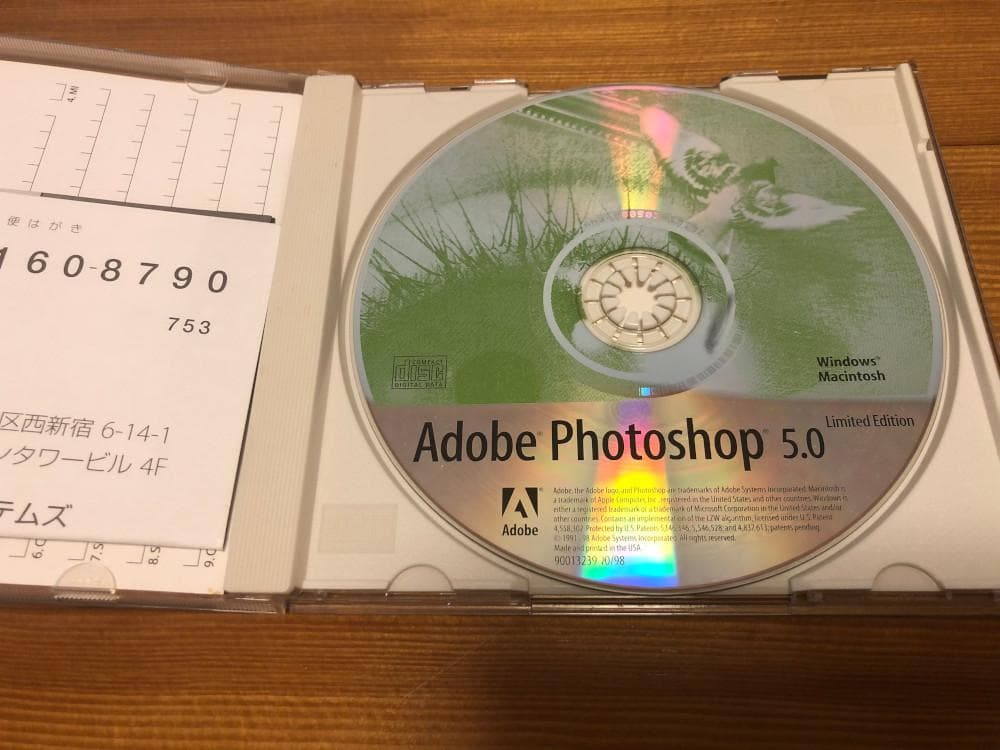 4.MI
便はがき
160-8790
753
区西新宿 6-14-1
タワービル 4F
テムズ
6.C
7.S
8.S
9.C
COMPACT
disc
DIGITAL DATA
Windows®
Macintosh
Adobe® Photoshop® 5.0
Limited Edition
Adobe
Adobe, the Adobe logo, and Photoshop are trademarks of Adobe Systems Incorporated. Macintosh is
a trademark of Apple Computer, Inc., registered in the United States and other countries. Windows is
either a registered trademark or a trademark of Microsoft Corporation in the United States and/or
other countries. Contains an implementation of the LZW algorithm, licensed under U.S. Patent
4,558,302. Protected by U.S. Patents 5,146,346; 5,546,528; and 4,837,613; patents pending.
© 1991-98 Adobe Systems Incorporated. All rights reserved.
Made and printed in the USA.
90013239 10/98